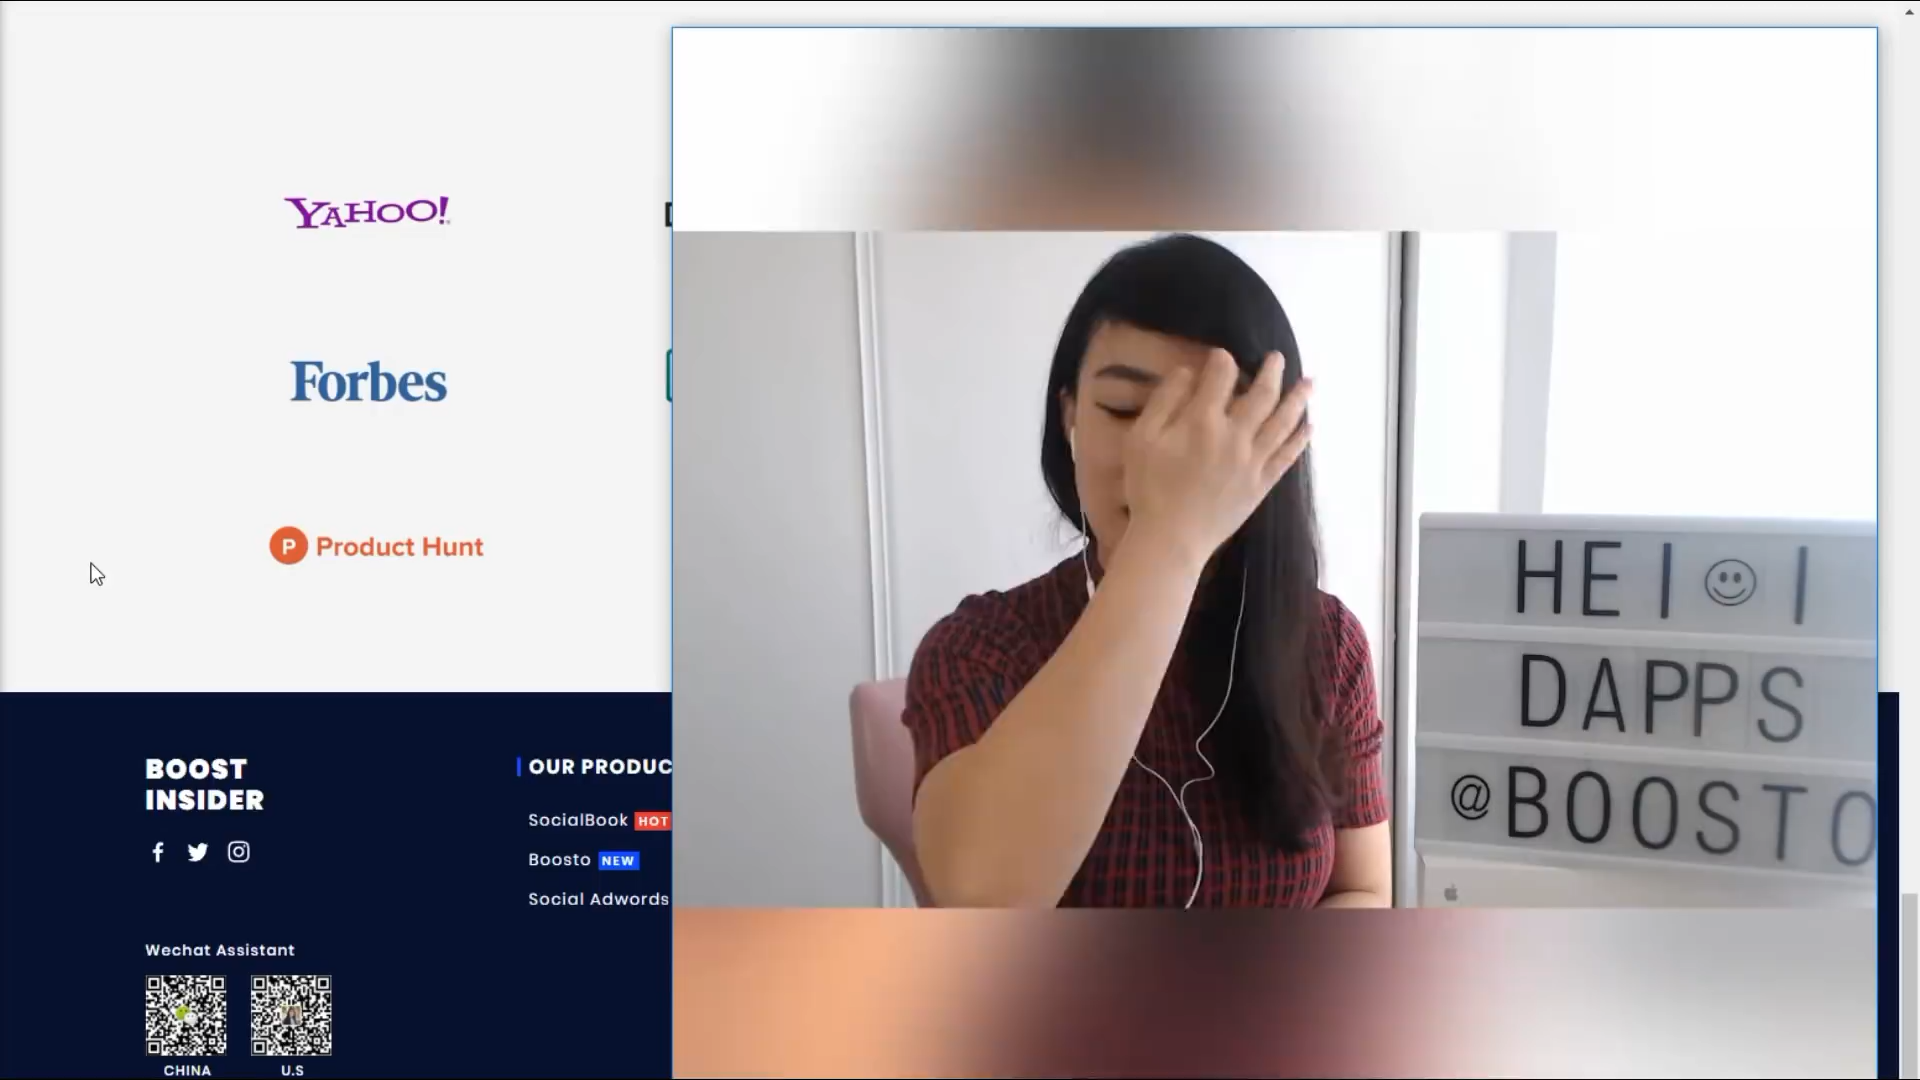 YAHOO!
Forbes
P Product Hunt
HEI☺I
DAPPS
@BOOSTO
BOOST
INSIDER
OUR PRODUC
SocialBook HOT
Boosto NEW
Social Adwords
Wechat Assistant
CHINA
U.S